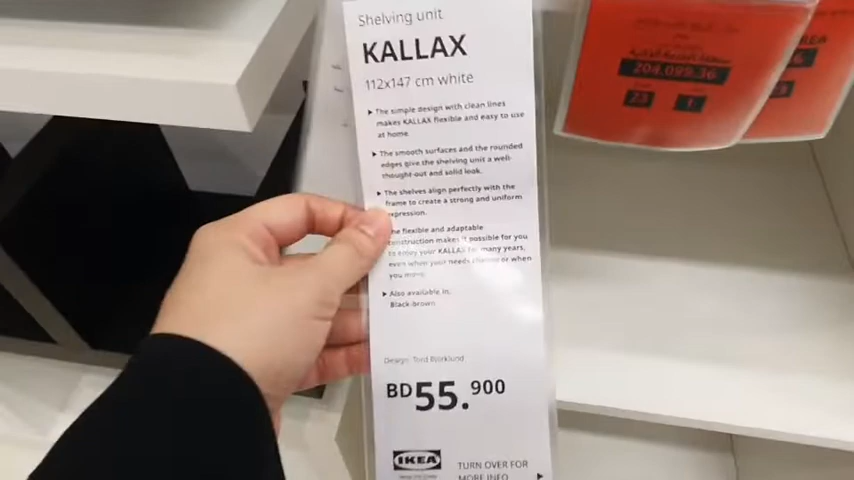 Shelving unit
KALLAX
112x147 cm white
▸ The simple design with clean lines
makes KALLAX flexible and easy to use
at home.
▸ The smooth surfaces and the rounded
edges give the shelving unit a well-
thought-out and solid look.
▸ The shelves align perfectly with the
frame to create a strong and uniform
expression.
The flexible and adaptable
construction makes it possible for you
to enjoy your KALLAX for many years,
even when your needs change or when
you move.
▸ Also available in:
Black-brown
Design: Tord Björklund
BD55.900
IKEA
TURN OVER FOR
MORE INFO
204.099.36
23
1